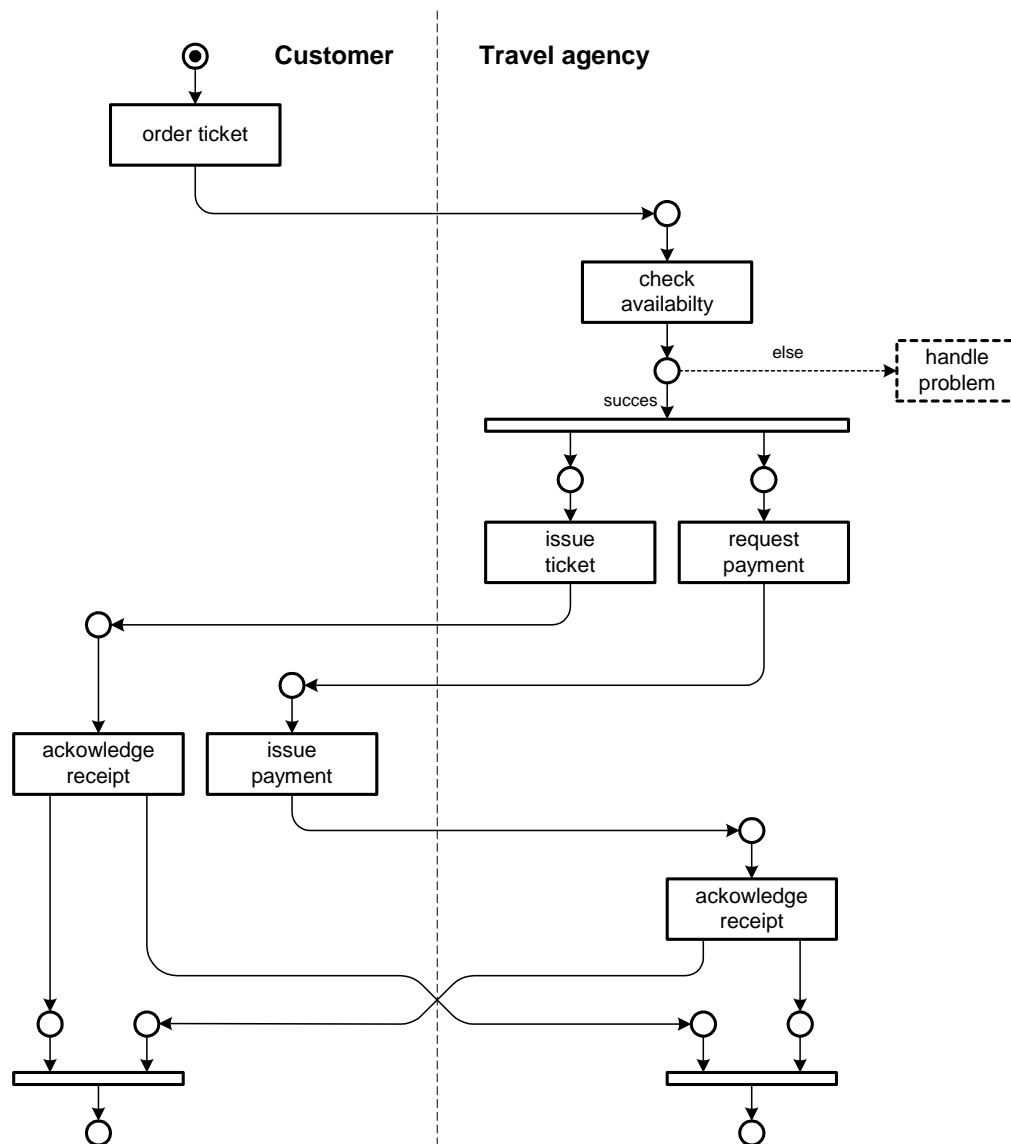 Customer
Travel agency
order ticket
check
availabilty
else
handle
problem
succes
issue
ticket
request
payment
ackowledge
receipt
issue
payment
ackowledge
receipt